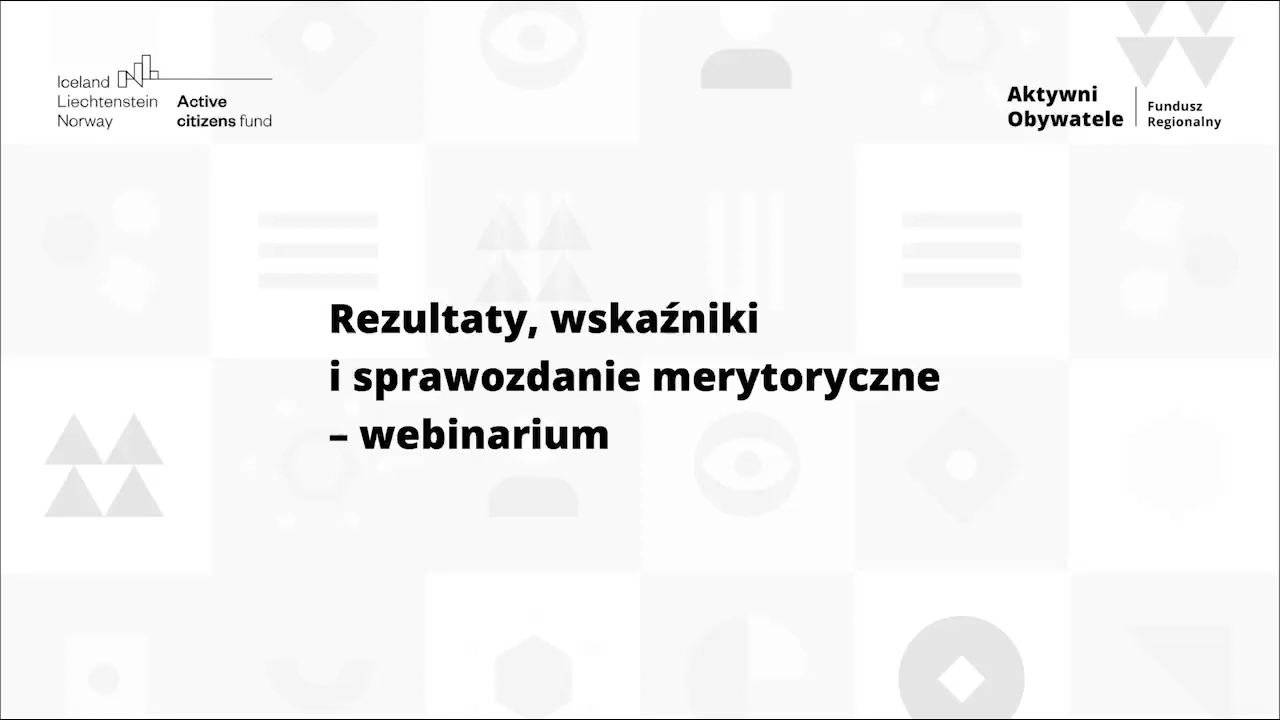 Iceland
Liechtenstein
Norway
Active
citizens fund
Aktywni
Obywatele
Fundusz
Regionalny
Rezultaty, wskaźniki
i sprawozdanie merytoryczne
– webinarium